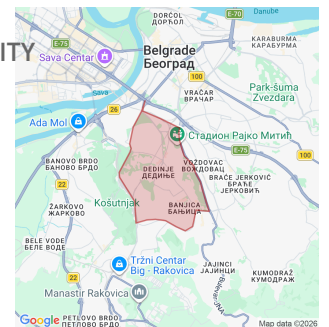 DORĆOL
ДОРЋОЛ
Danube
ITY
E-75
E-70
Belgrade
Београд
KARABURMA
КАРАБУРМА
Sava Centar
100
Sava
VRAČAR
ВРАЧАР
Park-šuma
Zvezdara
26
Ada Mol
Стадион Рајко Митић
E-75
100
BANOVO BRDO
БАНОВО БРДО
VOŽDOVAC
ВОЖДОВАЦ
DEDINJE
ДЕДИЊЕ
BRAĆE JERKOVIĆ
БРАЋЕ
ЈЕРКОВИЋ
22
ŽARKOVO
ЖАРКОВО
Košutnjak
BANJICA
БАЊИЦА
BELE VODE
БЕЛЕ ВОДЕ
Tržni Centar
Big - Rakovica
JAJINCI
ЈАЈИНЦИ
KUMODRAŽ
КУМОДРАЖ
22
Manastir Rakovica
Google
PETLOVO BRDO
ПЕТЛОВО БРДО
Map data ©2026